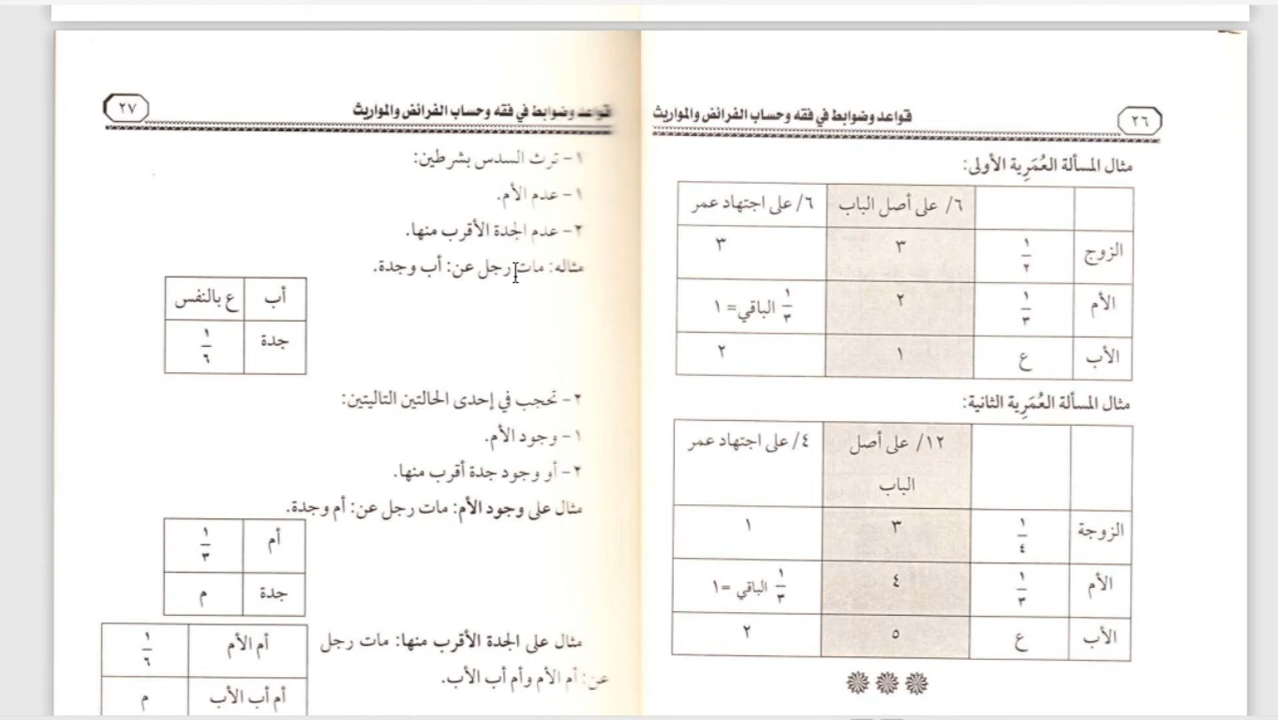 ٢٦
قواعد وضوابط في فقه وحساب الفرائض والمواريث
مثال المسألة العُمَرِية الأولى:
٦/ على أصل الباب ٦/ على اجتهاد عمر
الزوج ١/٢ ٣ ٣
الأم ١/٣ ٢ ١/٣ الباقي= ١
الأب ع ١ ٢
مثال المسألة العُمَرِية الثانية:
١٢/ على أصل ٤/ على اجتهاد عمر
الباب
الزوجة ١/٤ ٣ ١
الأم ١/٣ ٤ ١/٣ الباقي =١
الأب ع ٥ ٢
قواعد وضوابط في فقه وحساب الفرائض والمواريث
٢٧
١- ترث السدس بشرطين:
١- عدم الأم.
٢- عدم الجدة الأقرب منها.
مثاله: مات رجل عن: أب وجدة.
أب ع بالنفس
جدة ١/٦
٢- تحجب في إحدى الحالتين التاليتين:
١- وجود الأم.
٢- أو وجود جدة أقرب منها.
مثال على وجود الأم: مات رجل عن: أم وجدة.
أم ١/٣
جدة م
مثال على الجدة الأقرب منها: مات رجل
عن: أم الأم وأم أب الأب.
أم الأم ١/٦
أم أب الأب م